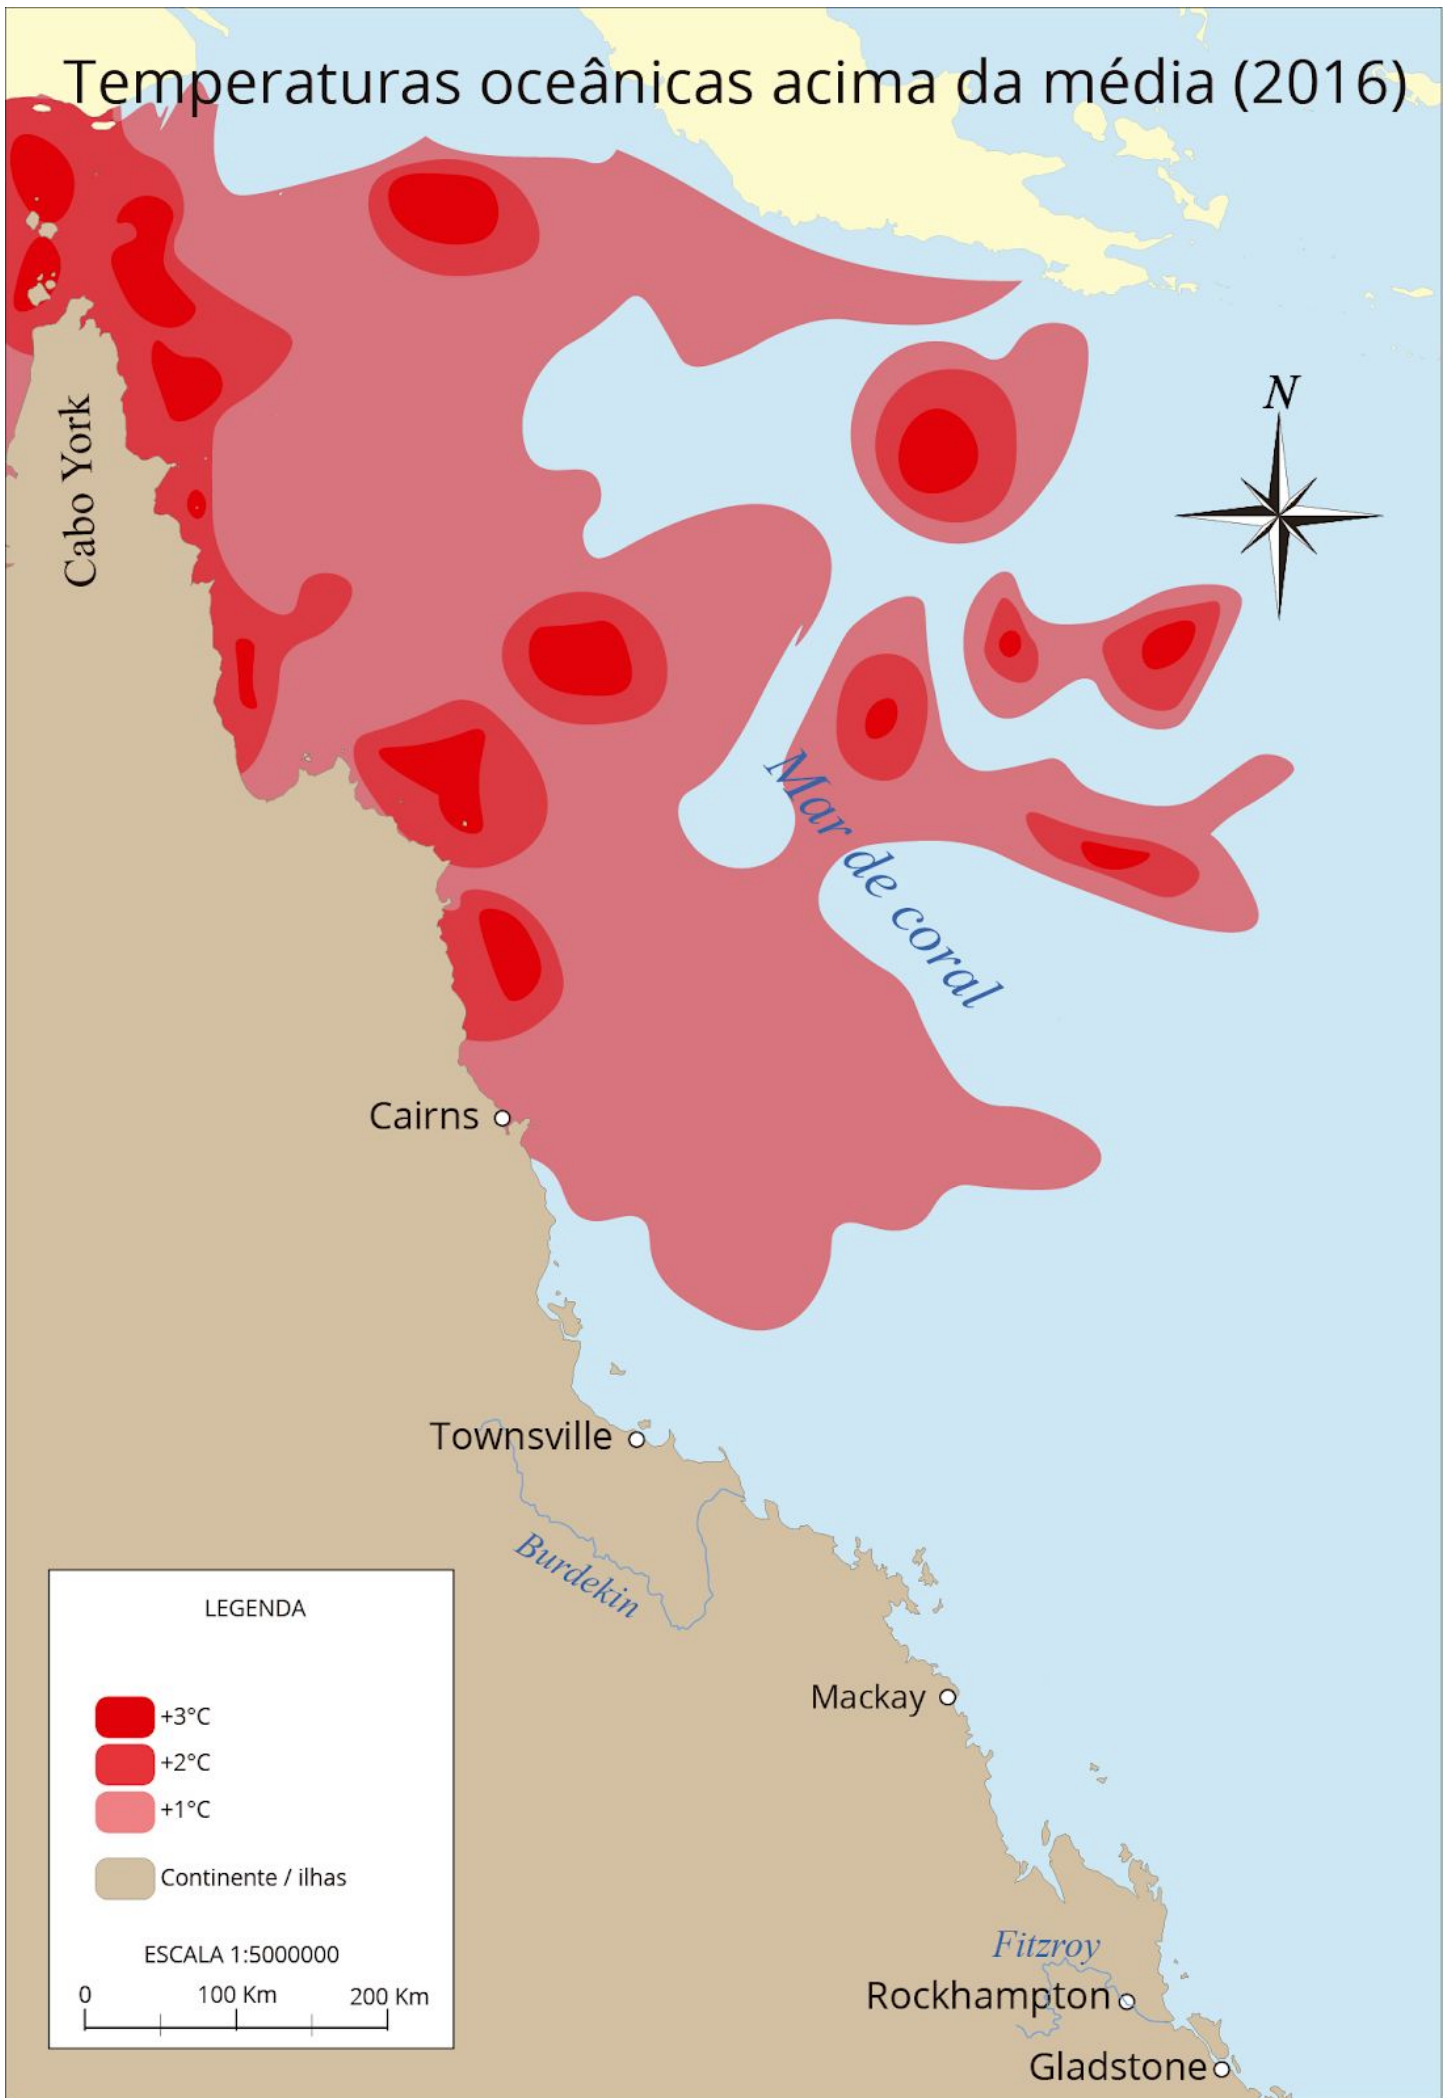 Temperaturas oceânicas acima da média (2016)
N
Cabo York
Mar de coral
Cairns
Townsville
Burdekin
Mackay
Fitzroy
Rockhampton
Gladstone
LEGENDA
+3°C
+2°C
+1°C
Continente / ilhas
ESCALA 1:5000000
0 100 Km 200 Km